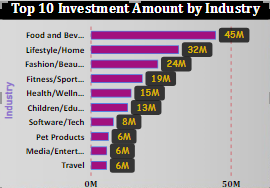 Top 10 Investment Amount by Industry
Food and Bev... 45M
Lifestyle/Home 32M
Fashion/Beau... 24M
Fitness/Sport... 19M
Health/Welln... 15M
Children/Edu... 13M
Software/Tech 8M
Pet Products 6M
Media/Entert... 6M
Travel 6M
Industry
0M 50M